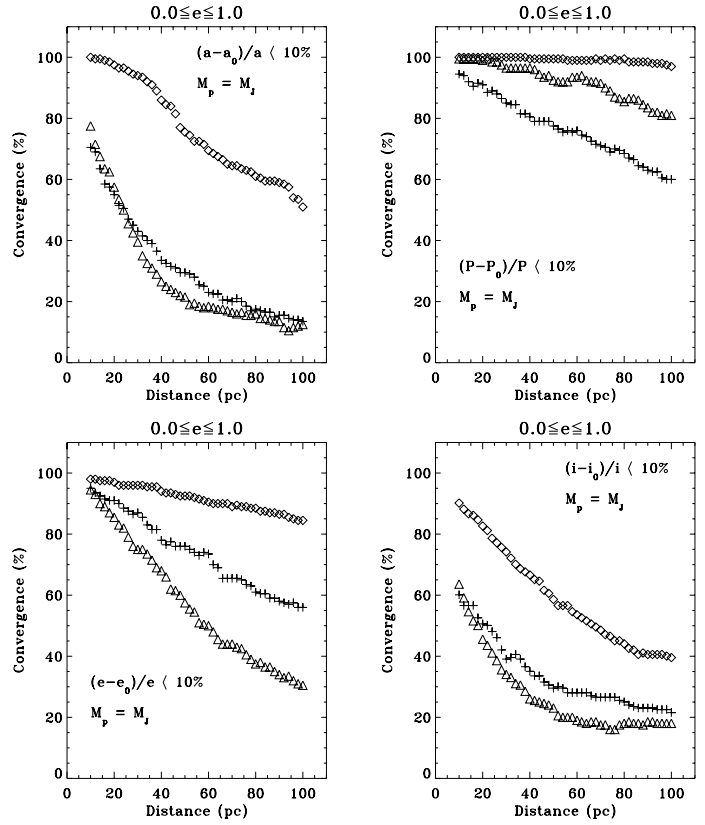 0.0≦e≦1.0
(a−a₀)/a < 10%
Mₚ = M_J
Convergence (%)
100
80
60
40
20
0
0 20 40 60 80 100
Distance (pc)
0.0≦e≦1.0
(P−P₀)/P < 10%
Mₚ = M_J
Convergence (%)
100
80
60
40
20
0
0 20 40 60 80 100
Distance (pc)
0.0≦e≦1.0
(e−e₀)/e < 10%
Mₚ = M_J
Convergence (%)
100
80
60
40
20
0
0 20 40 60 80 100
Distance (pc)
0.0≦e≦1.0
(i−i₀)/i < 10%
Mₚ = M_J
Convergence (%)
100
80
60
40
20
0
0 20 40 60 80 100
Distance (pc)